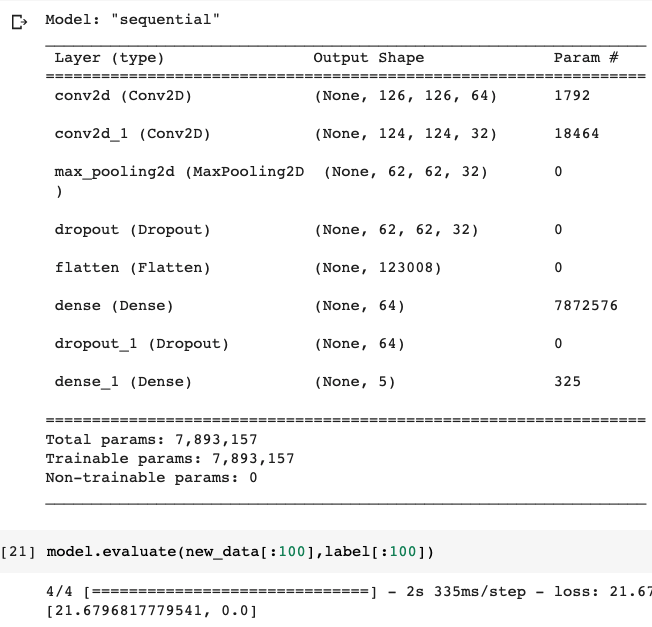 Model: "sequential"
Layer (type) Output Shape Param #
=================================================================
conv2d (Conv2D) (None, 126, 126, 64) 1792
conv2d_1 (Conv2D) (None, 124, 124, 32) 18464
max_pooling2d (MaxPooling2D (None, 62, 62, 32) 0
)
dropout (Dropout) (None, 62, 62, 32) 0
flatten (Flatten) (None, 123008) 0
dense (Dense) (None, 64) 7872576
dropout_1 (Dropout) (None, 64) 0
dense_1 (Dense) (None, 5) 325
=================================================================
Total params: 7,893,157
Trainable params: 7,893,157
Non-trainable params: 0
[21] model.evaluate(new_data[:100],label[:100])
4/4 [==============================] - 2s 335ms/step - loss: 21.67
[21.6796817779541, 0.0]